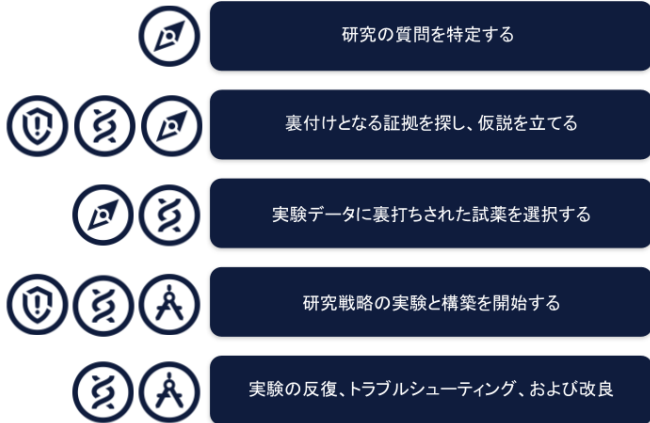 研究の質問を特定する
裏付けとなる証拠を探し、仮説を立てる
実験データに裏打ちされた試薬を選択する
研究戦略の実験と構築を開始する
実験の反復、トラブルシューティング、および改良